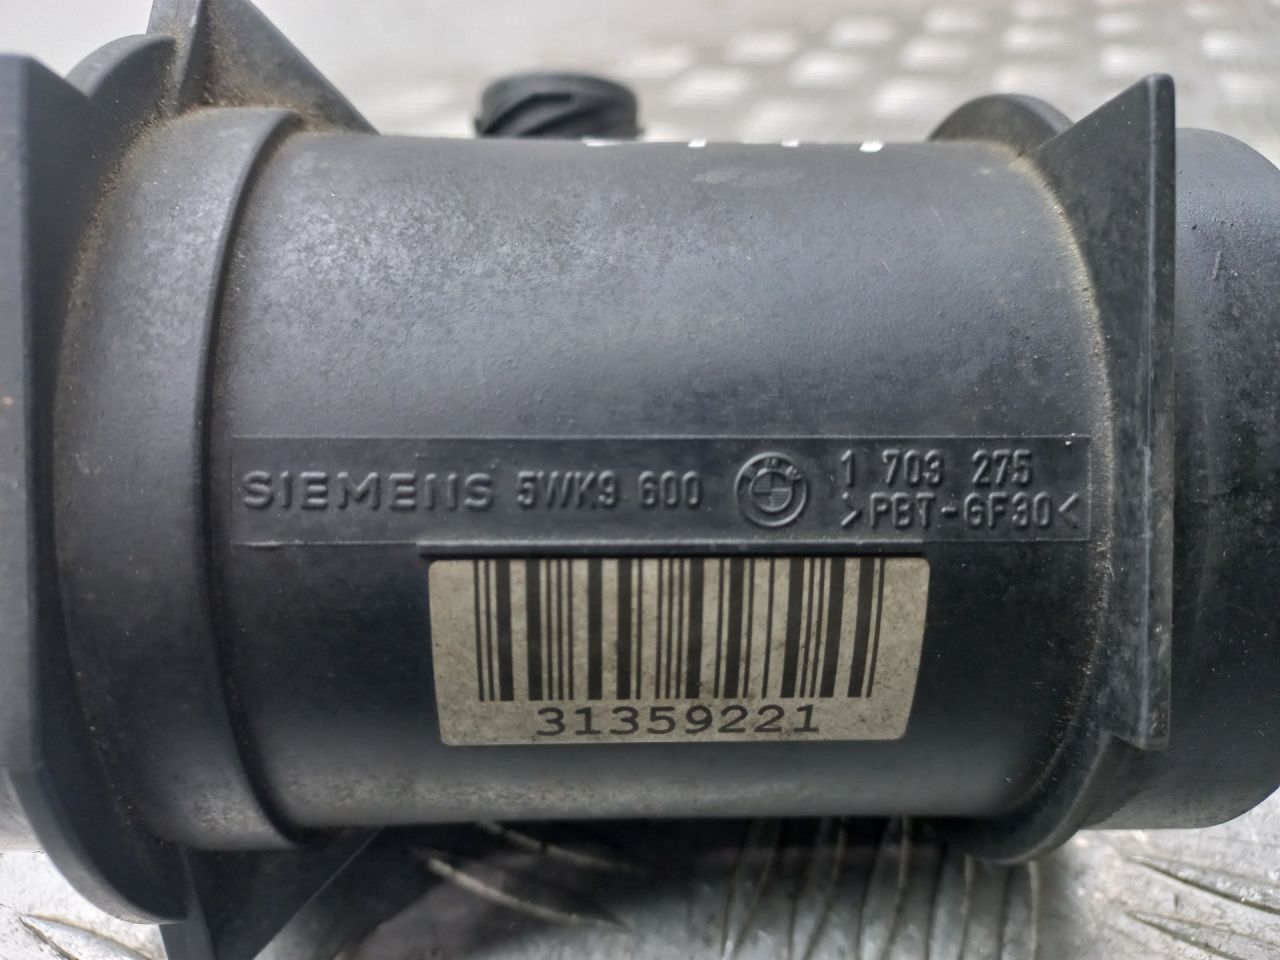 SIEMENS 5WK9 600 1 703 275
>PBT-GF30<
31359221